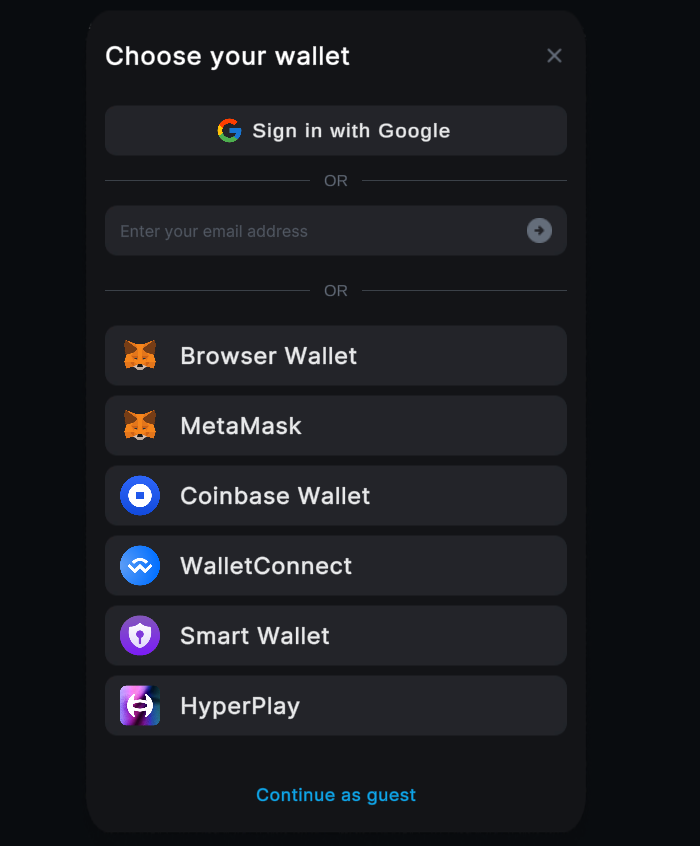 Choose your wallet
Sign in with Google
OR
Enter your email address
OR
Browser Wallet
MetaMask
Coinbase Wallet
WalletConnect
Smart Wallet
HyperPlay
Continue as guest